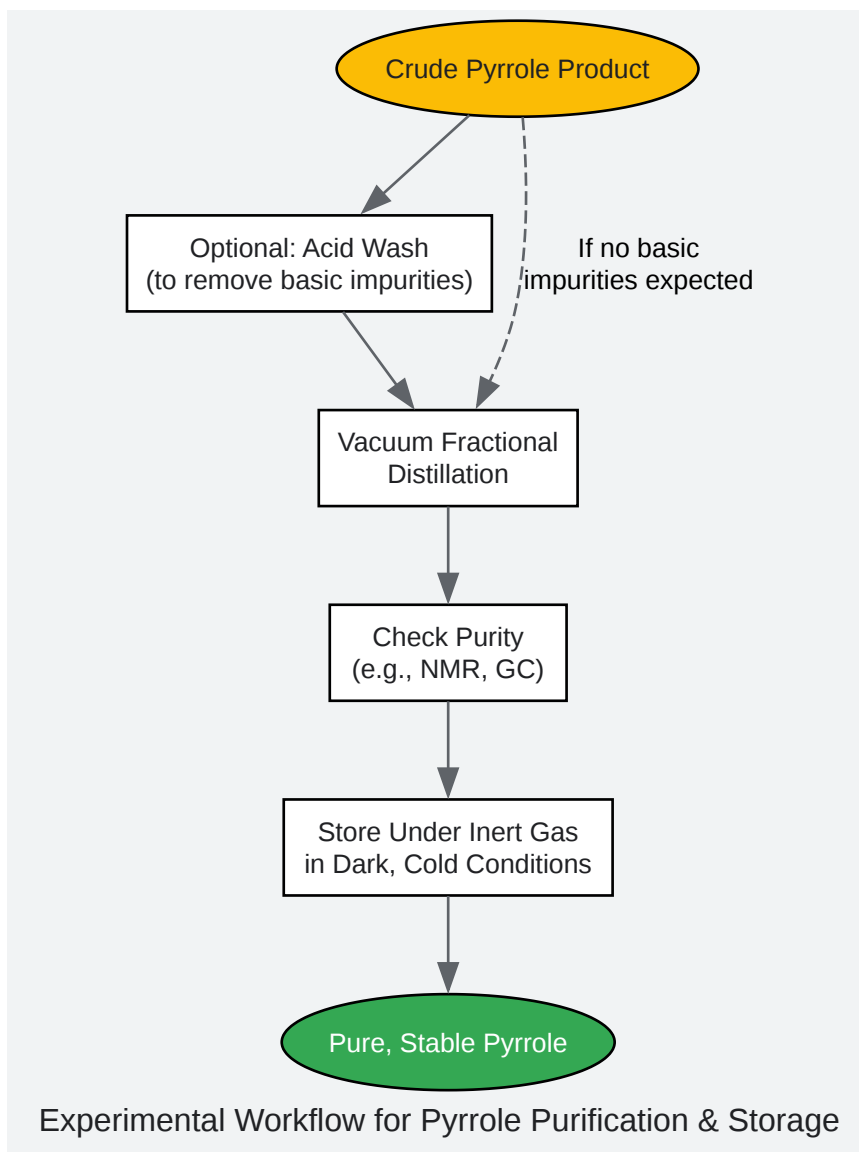 Crude Pyrrole Product
Optional: Acid Wash
(to remove basic impurities)
If no basic
impurities expected
Vacuum Fractional
Distillation
Check Purity
(e.g., NMR, GC)
Store Under Inert Gas
in Dark, Cold Conditions
Pure, Stable Pyrrole
Experimental Workflow for Pyrrole Purification & Storage